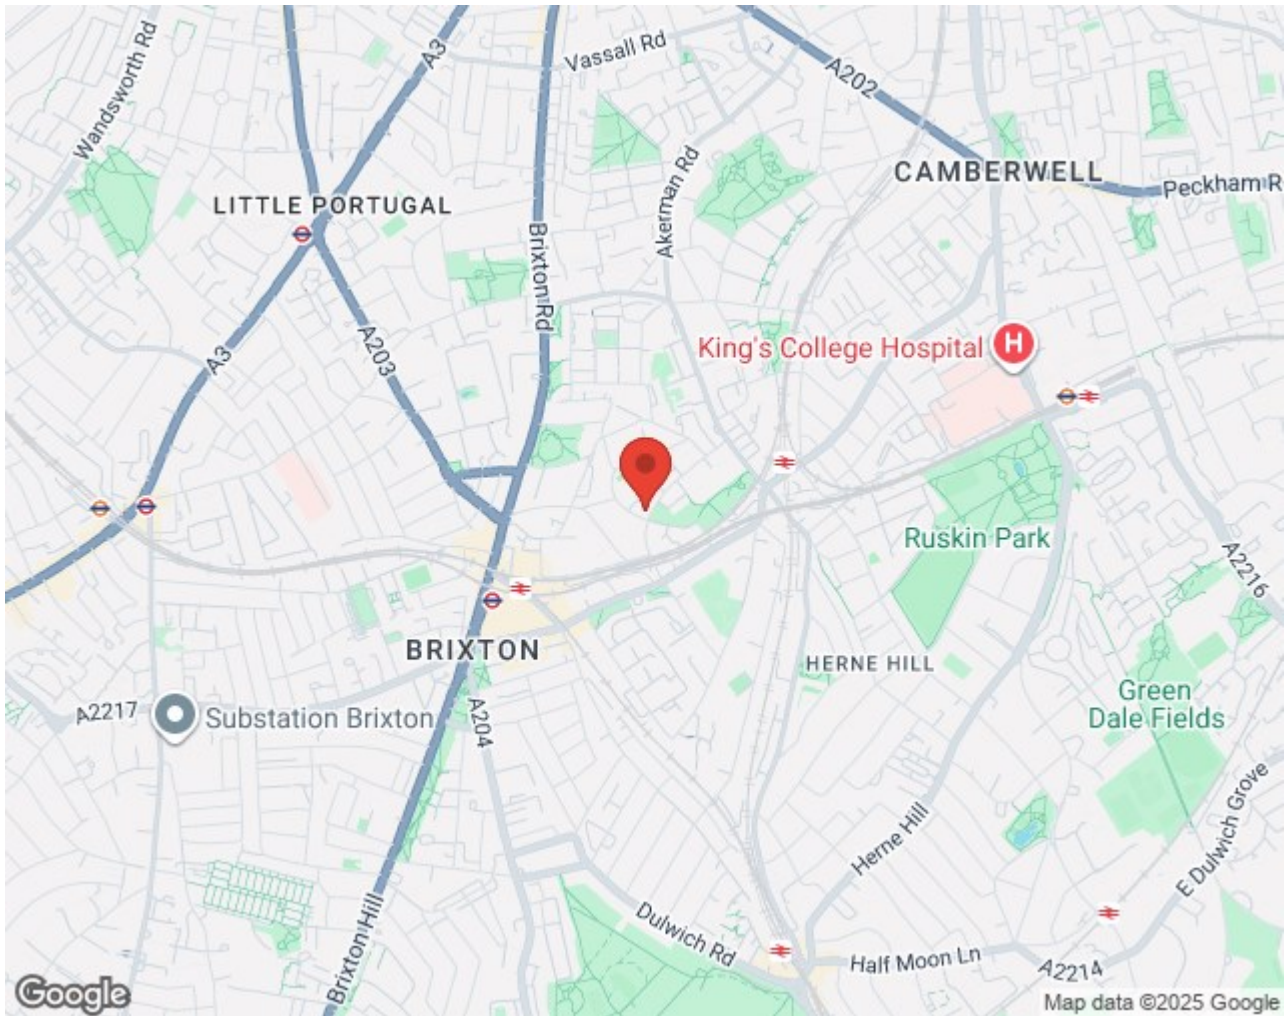 Wandsworth Rd
A3
Vassall Rd
A202
CAMBERWELL
Peckham R
LITTLE PORTUGAL
Akerman Rd
Brixton Rd
A203
A3
King's College Hospital
H
Ruskin Park
A2216
BRIXTON
HERNE HILL
Green
Dale Fields
A2217
Substation Brixton
A204
Herne Hill
E Dulwich Grove
Brixton Hill
Dulwich Rd
Half Moon Ln
A2214
Google
Map data ©2025 Google